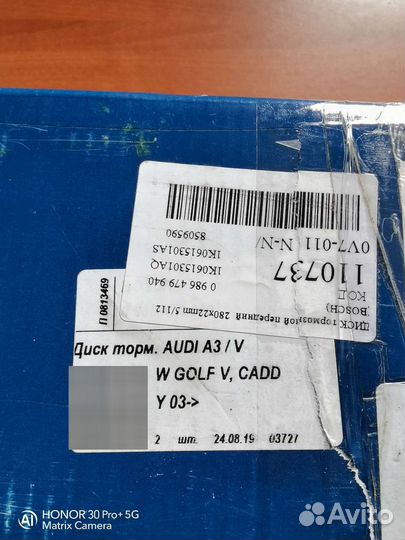 ДИСК тормозной передний 280x22mm 5/112
BOSCH)
КОД
110737
0V7-011 N-N/
0 986 479 940
1K0615301AQ
1K0615301AS
8509590
П 0813469
Диск торм. AUDI A3 / V
W GOLF V, CADD
Y 03->
2 шт. 24.08.19 03727
HONOR 30 Pro+ 5G
Matrix Camera
Avito